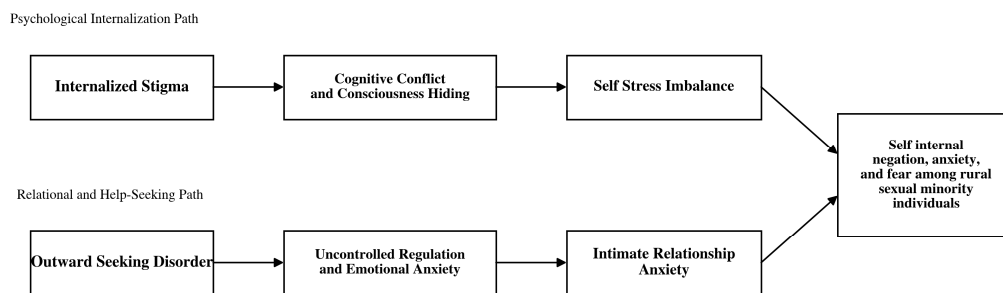 Psychological Internalization Path
Internalized Stigma
Cognitive Conflict
and Consciousness Hiding
Self Stress Imbalance
Self internal
negation, anxiety,
and fear among rural
sexual minority
individuals
Relational and Help-Seeking Path
Outward Seeking Disorder
Uncontrolled Regulation
and Emotional Anxiety
Intimate Relationship
Anxiety